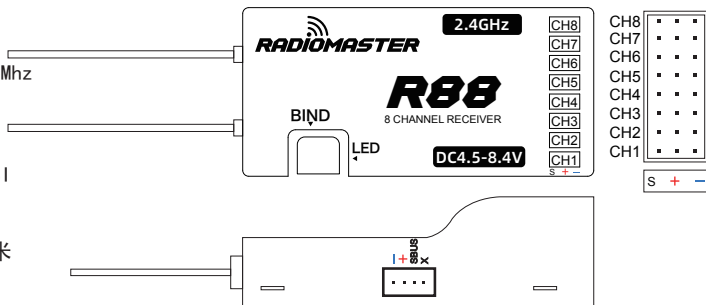 Mhz
l
米
RADIOMASTER
2.4GHz
R88
8 CHANNEL RECEIVER
BIND
LED
DC4.5-8.4V
CH8
CH7
CH6
CH5
CH4
CH3
CH2
CH1
S + −
CH8
CH7
CH6
CH5
CH4
CH3
CH2
CH1
S + −
− + SBUS X